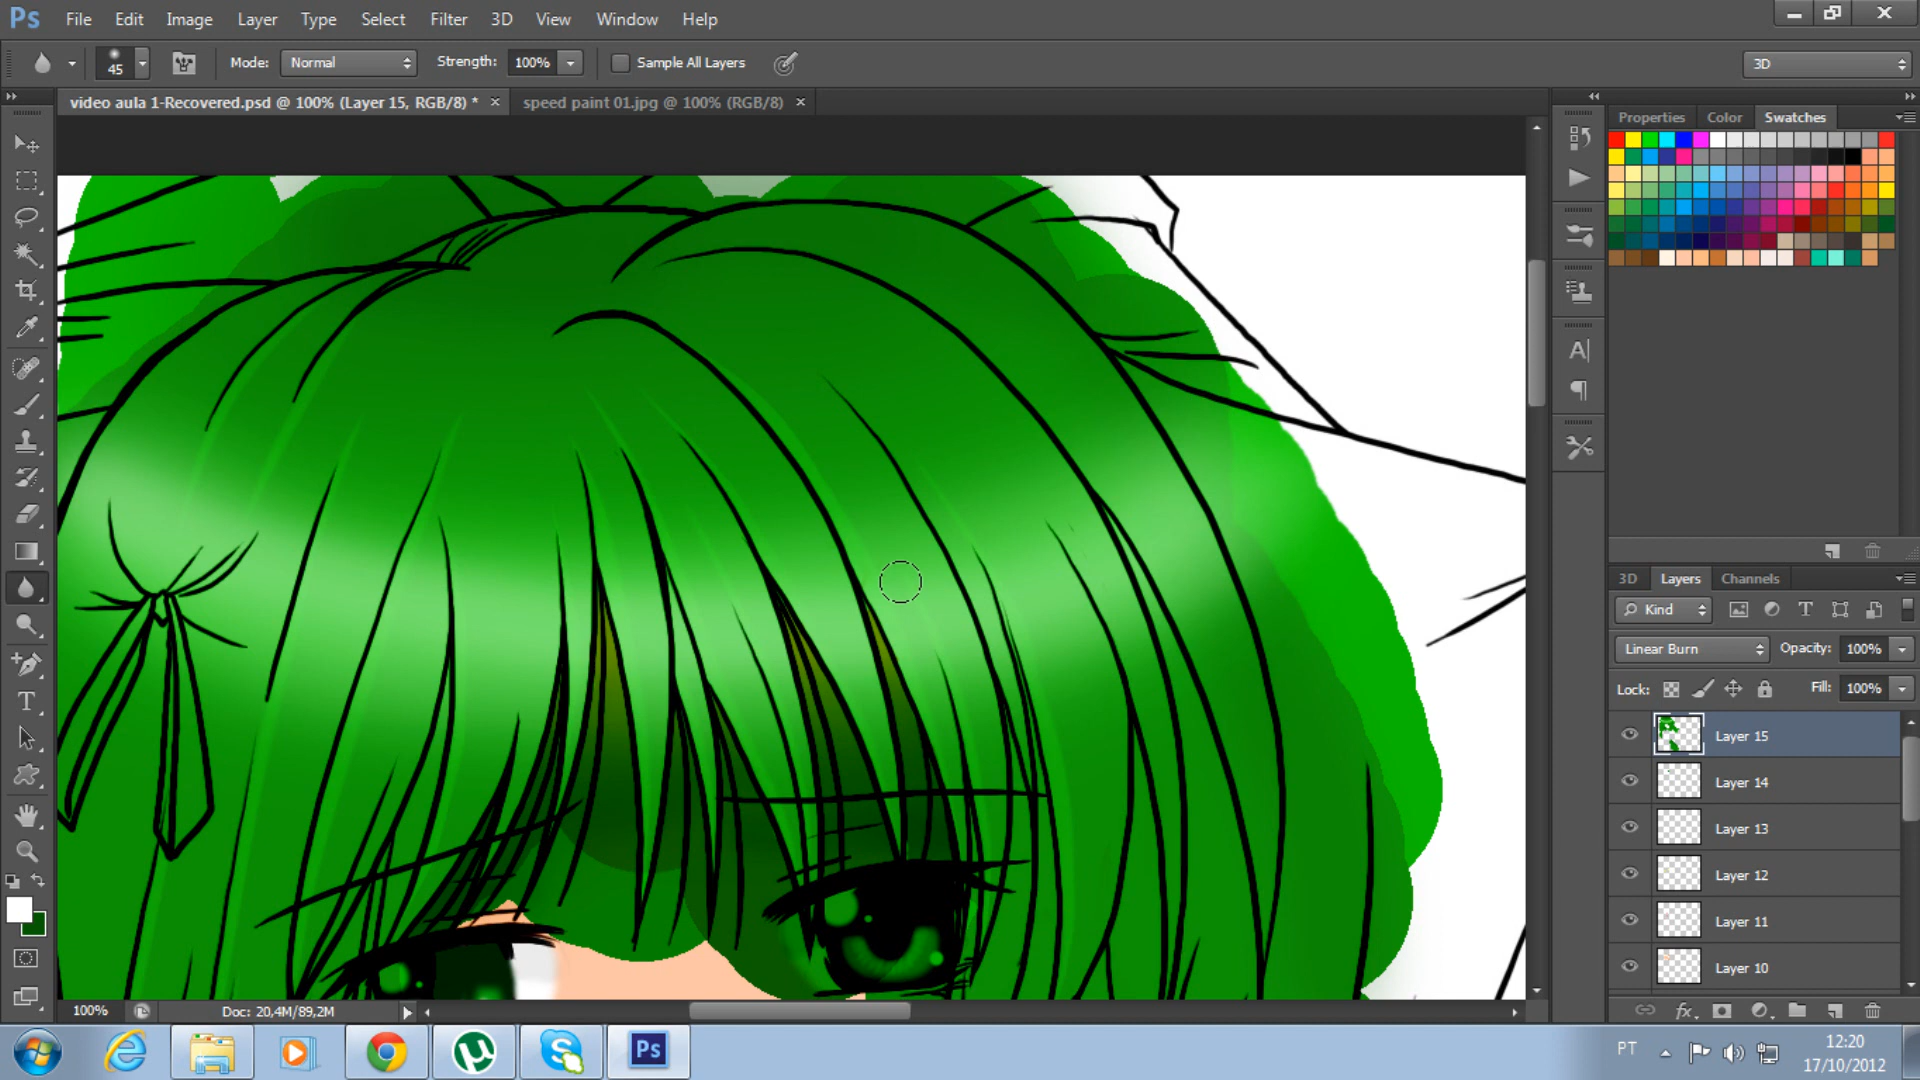 Ps File Edit Image Layer Type Select Filter 3D View Window Help
45 Mode: Normal Strength: 100% Sample All Layers 3D
video aula 1-Recovered.psd @ 100% (Layer 15, RGB/8) * × speed paint 01.jpg @ 100% (RGB/8) ×
Properties Color Swatches
3D Layers Channels
Kind
Linear Burn Opacity: 100%
Lock: Fill: 100%
Layer 15
Layer 14
Layer 13
Layer 12
Layer 11
Layer 10
100% Doc: 20,4M/89,2M
Ps PT 12:20
17/10/2012